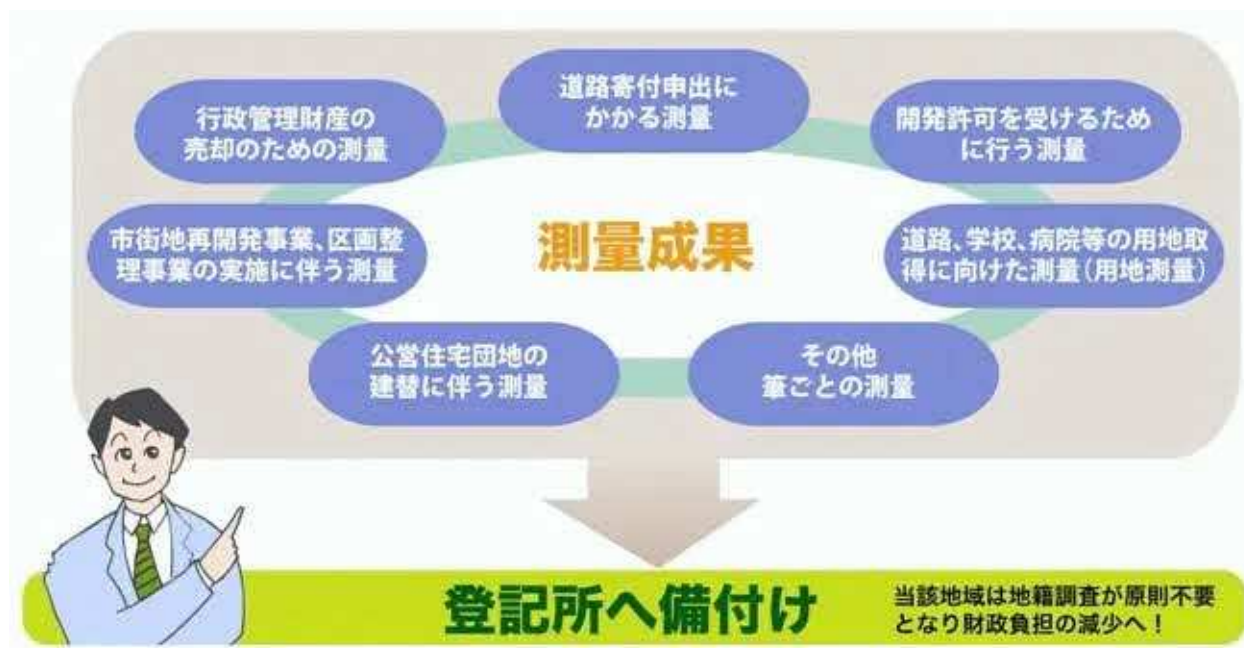 道路寄付申出に
かかる測量
行政管理財産の
売却のための測量
開発許可を受けるため
に行う測量
市街地再開発事業、区画整
理事業の実施に伴う測量
測量成果
道路、学校、病院等の用地取
得に向けた測量(用地測量)
公営住宅団地の
建替に伴う測量
その他
筆ごとの測量
登記所へ備付け
当該地域は地籍調査が原則不要
となり財政負担の減少へ!